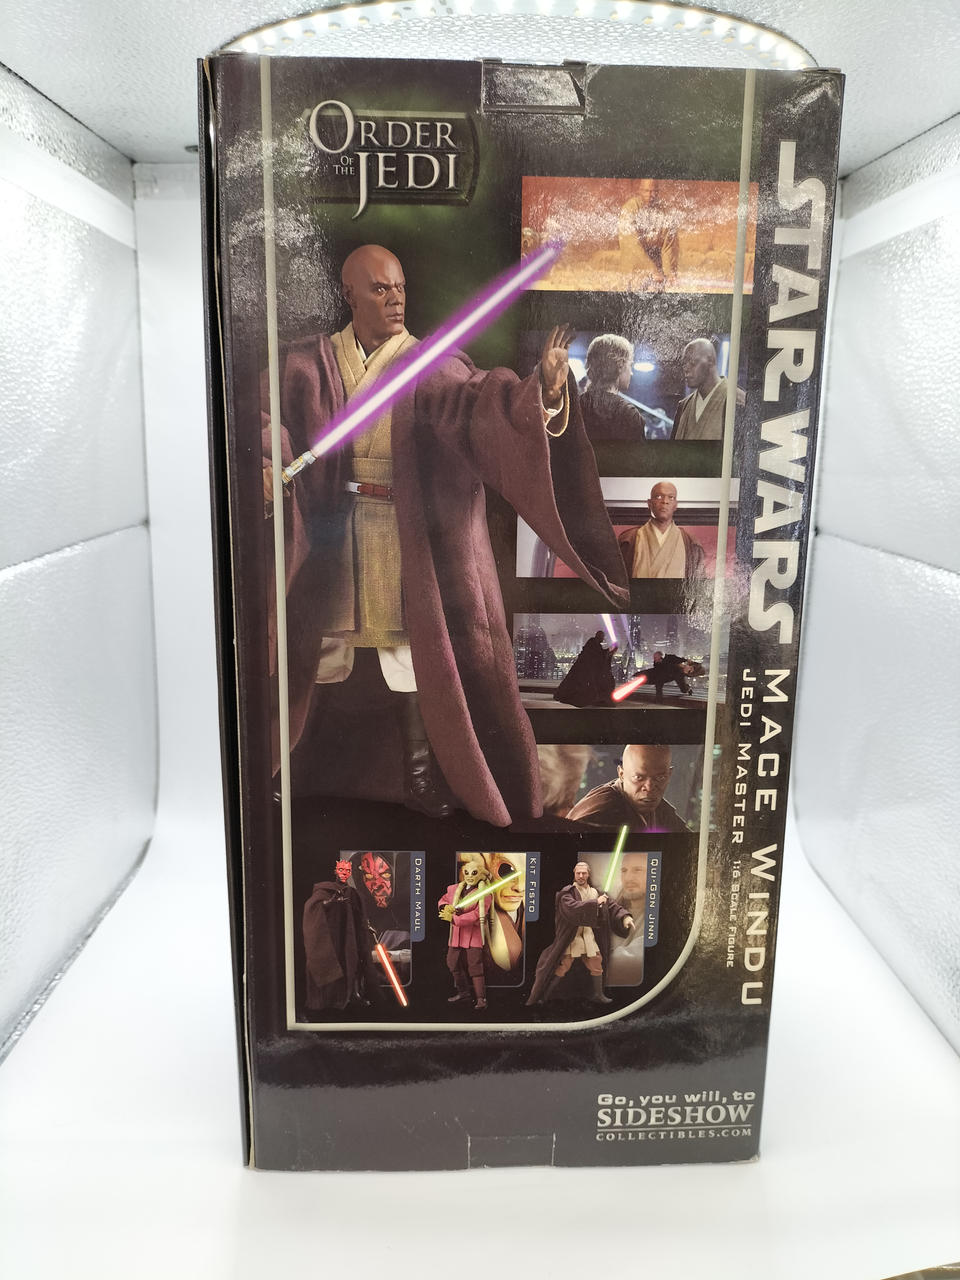 ORDER
OF THE
JEDI
STAR WARS
MACE WINDU
JEDI MASTER 1:6 SCALE FIGURE
DARTH MAUL
KIT FISTO
QUI-GON JINN
Go, you will, to
SIDESHOW
COLLECTIBLES.COM